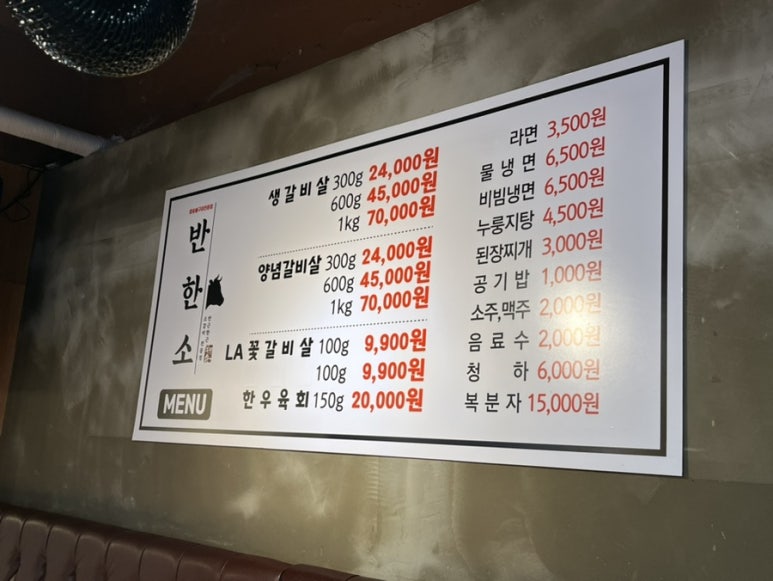 반한소
MENU
생갈비살 300g 24,000원
600g 45,000원
1kg 70,000원
양념갈비살 300g 24,000원
600g 45,000원
1kg 70,000원
LA 꽃갈비살 100g 9,900원
100g 9,900원
한우육회 150g 20,000원
라면 3,500원
물냉면 6,500원
비빔냉면 6,500원
누룽지탕 4,500원
된장찌개 3,000원
공기밥 1,000원
소주,맥주 2,000원
음료수 2,000원
청하 6,000원
복분자 15,000원